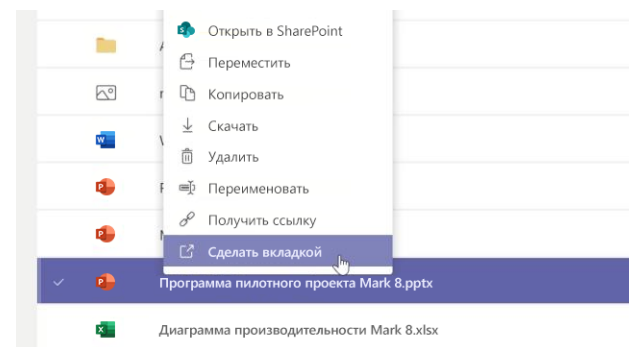 Открыть в SharePoint
Переместить
Копировать
Скачать
Удалить
Переименовать
Получить ссылку
Сделать вкладкой
Программа пилотного проекта Mark 8.pptx
Диаграмма производительности Mark 8.xlsx